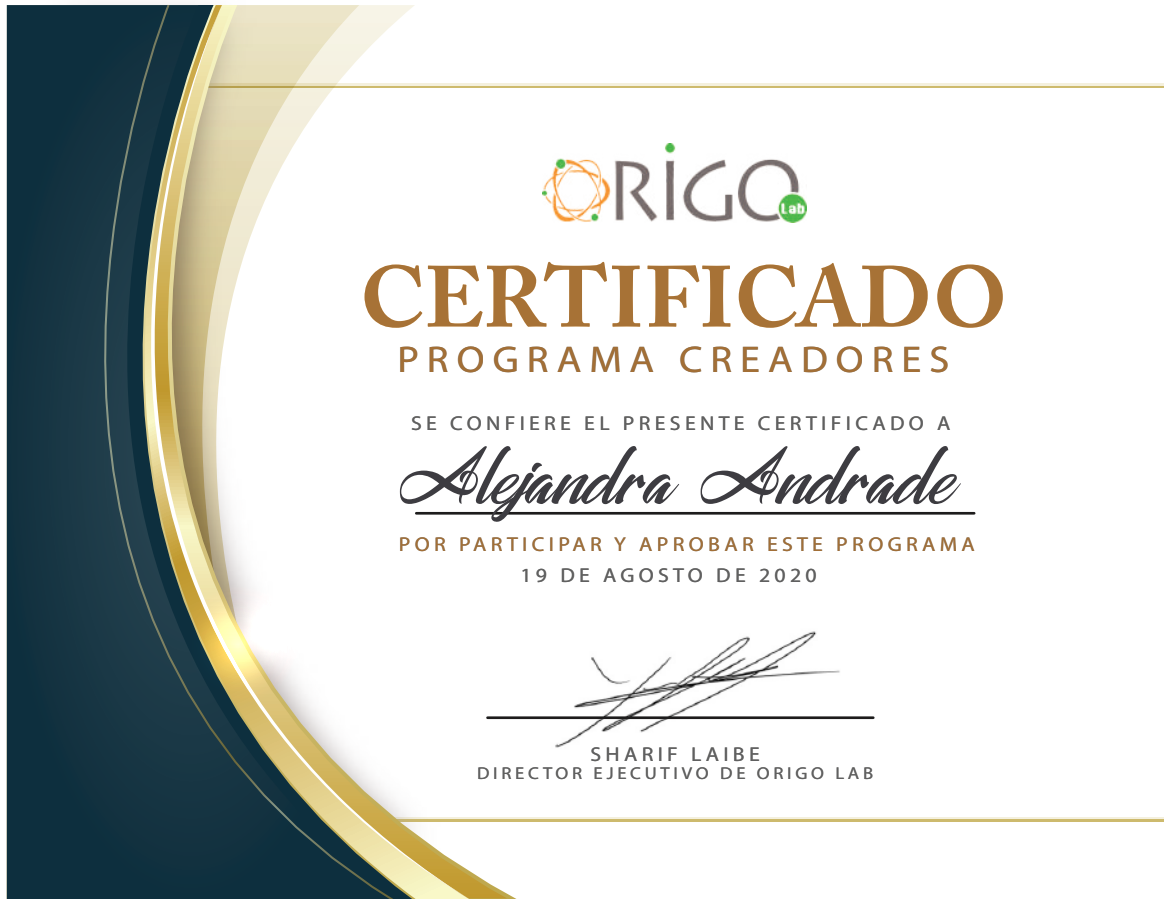 ORIGO Lab
CERTIFICADO
PROGRAMA CREADORES
SE CONFIERE EL PRESENTE CERTIFICADO A
Alejandra Andrade
POR PARTICIPAR Y APROBAR ESTE PROGRAMA
19 DE AGOSTO DE 2020
SHARIF LAIBE
DIRECTOR EJECUTIVO DE ORIGO LAB